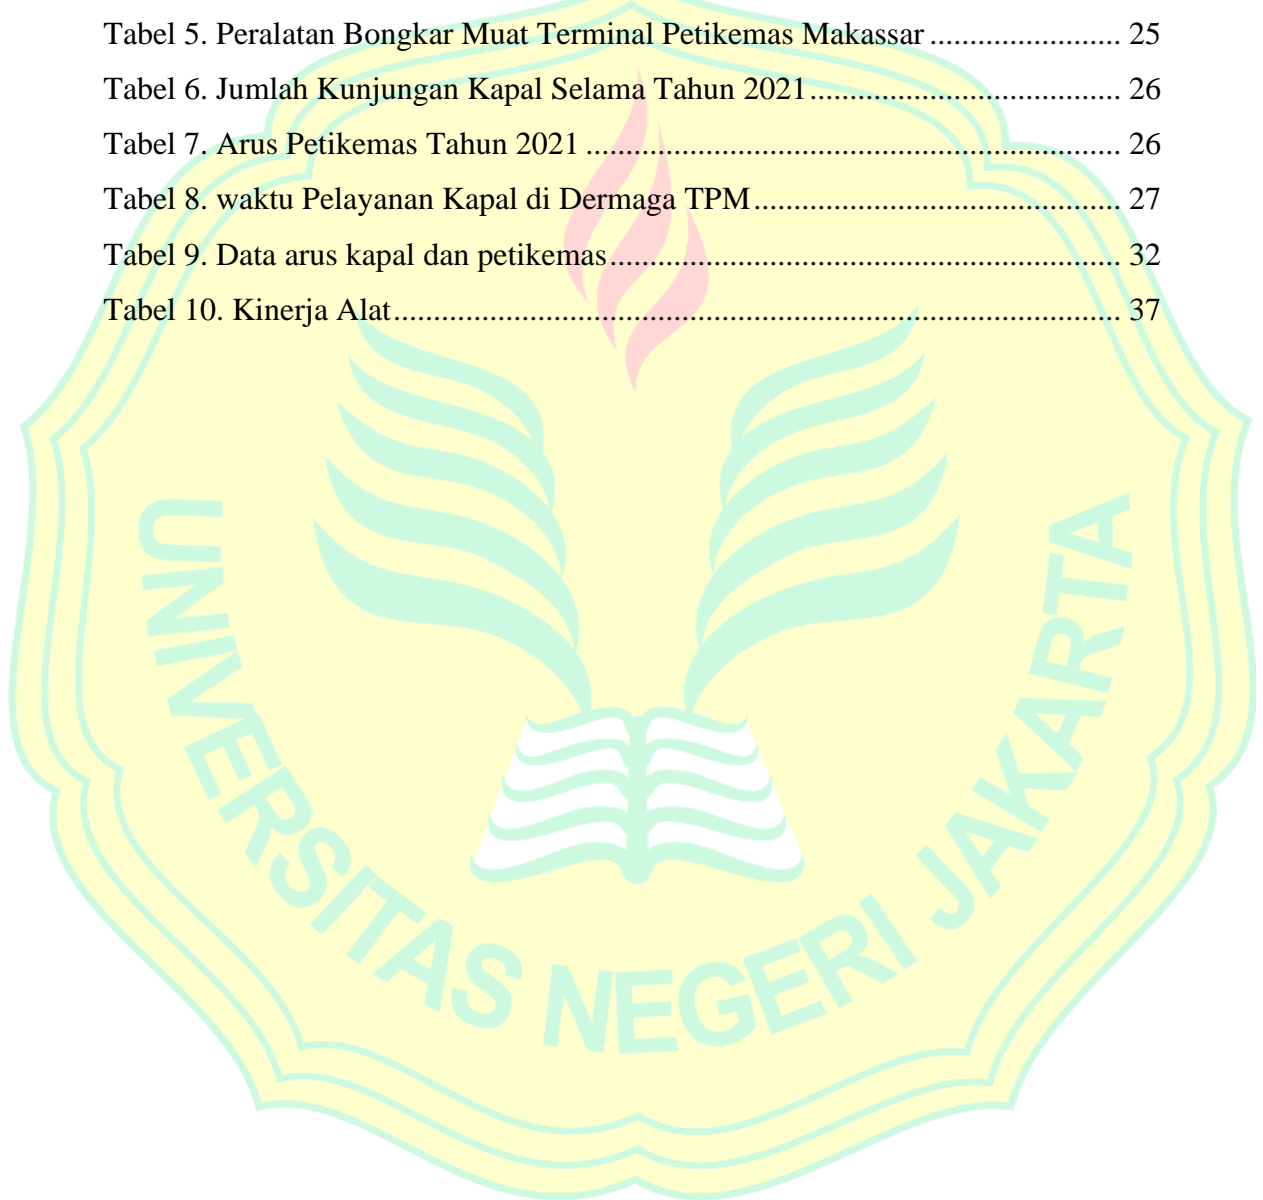 Tabel 5. Peralatan Bongkar Muat Terminal Petikemas Makassar ...................... 25
Tabel 6. Jumlah Kunjungan Kapal Selama Tahun 2021.................................... 26
Tabel 7. Arus Petikemas Tahun 2021 ............................................................... 26
Tabel 8. waktu Pelayanan Kapal di Dermaga TPM........................................... 27
Tabel 9. Data arus kapal dan petikemas............................................................ 32
Tabel 10. Kinerja Alat...................................................................................... 37
UNIVERSITAS NEGERI JAKARTA